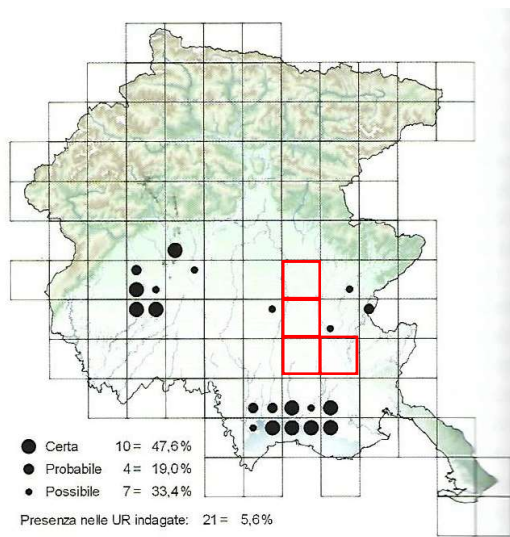 Certa 10 = 47,6%
Probabile 4 = 19,0%
Possibile 7 = 33,4%
Presenza nelle UR indagate: 21 = 5,6%